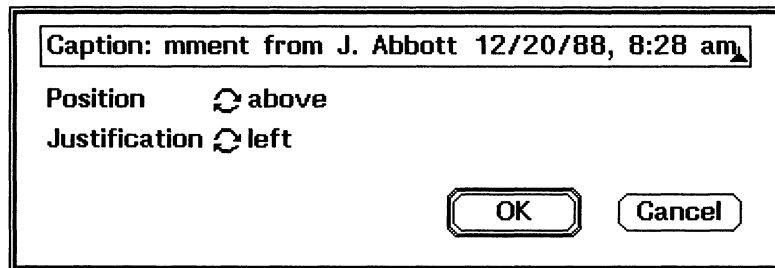 Caption: mment from J. Abbott 12/20/88, 8:28 am
Position above
Justification left
OK Cancel